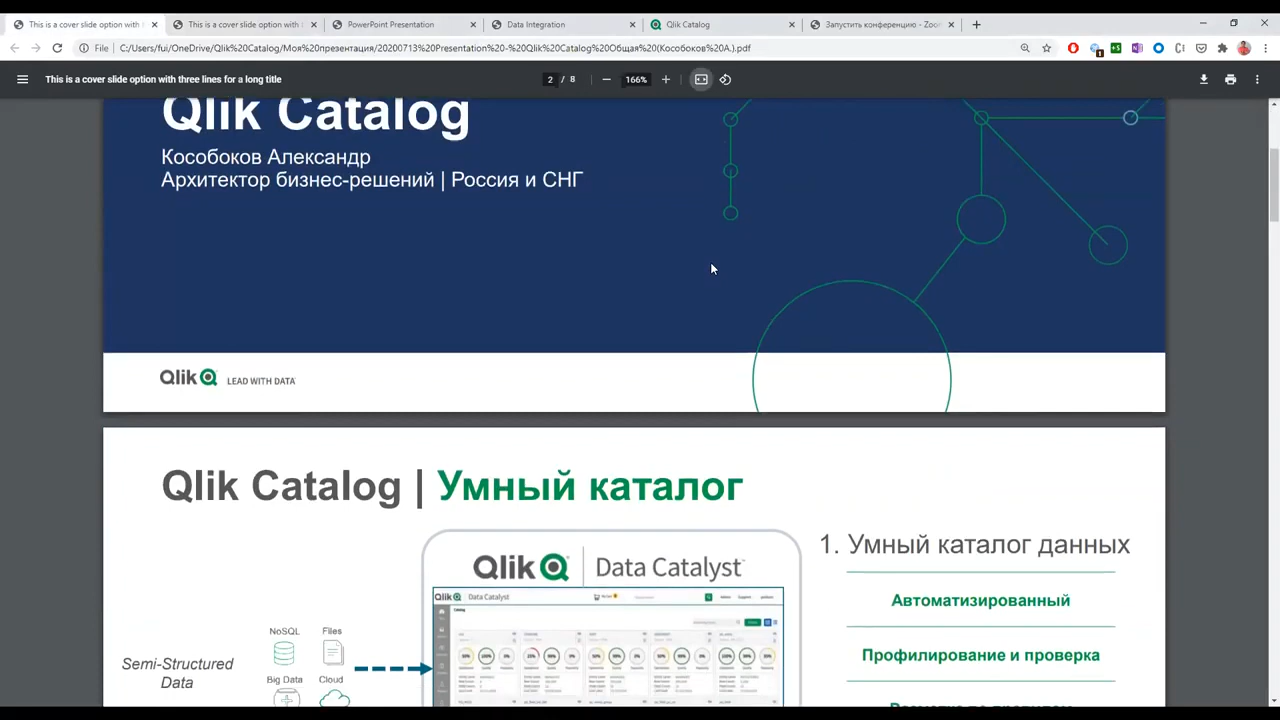 This is a cover slide option with
This is a cover slide option with
PowerPoint Presentation
Data Integration
Qlik Catalog
Запустить конференцию - Zoom
File
C:/Users/fui/OneDrive/Qlik%20Catalog/Моя%20презентация/20200713%20Presentation%20-%20Qlik%20Catalog%20Общая%20(Кособоков%20А.).pdf
This is a cover slide option with three lines for a long title
2 / 8
166%
Qlik Catalog
Кособоков Александр
Архитектор бизнес-решений | Россия и СНГ
Qlik LEAD WITH DATA
Qlik Catalog | Умный каталог
Qlik Data Catalyst
1. Умный каталог данных
Автоматизированный
Профилирование и проверка
Qlik Data Catalyst
NoSQL
Files
Semi-Structured
Data
Big Data
Cloud